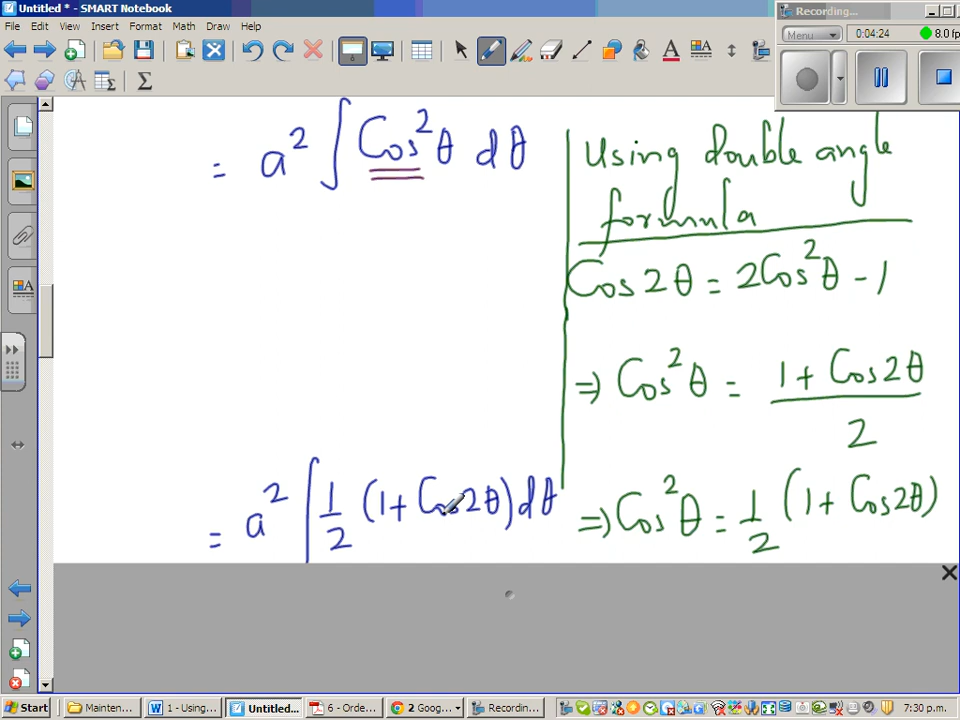 Untitled * - SMART Notebook
Recording...
File Edit View Insert Format Math Draw Help
Menu
0:04:24
8.0 fp
= a² ∫ Cos²θ dθ
Using double angle
formula
Cos2θ = 2Cos²θ - 1
⇒ Cos²θ = 1 + Cos2θ / 2
= a² ∫ 1/2 (1 + Cos2θ) dθ
⇒ Cos²θ = 1/2 (1 + Cos2θ)
Start
Mainten...
1 - Using...
Untitled...
6 - Orde...
2 Goog...
Recordin...
7:30 p.m.